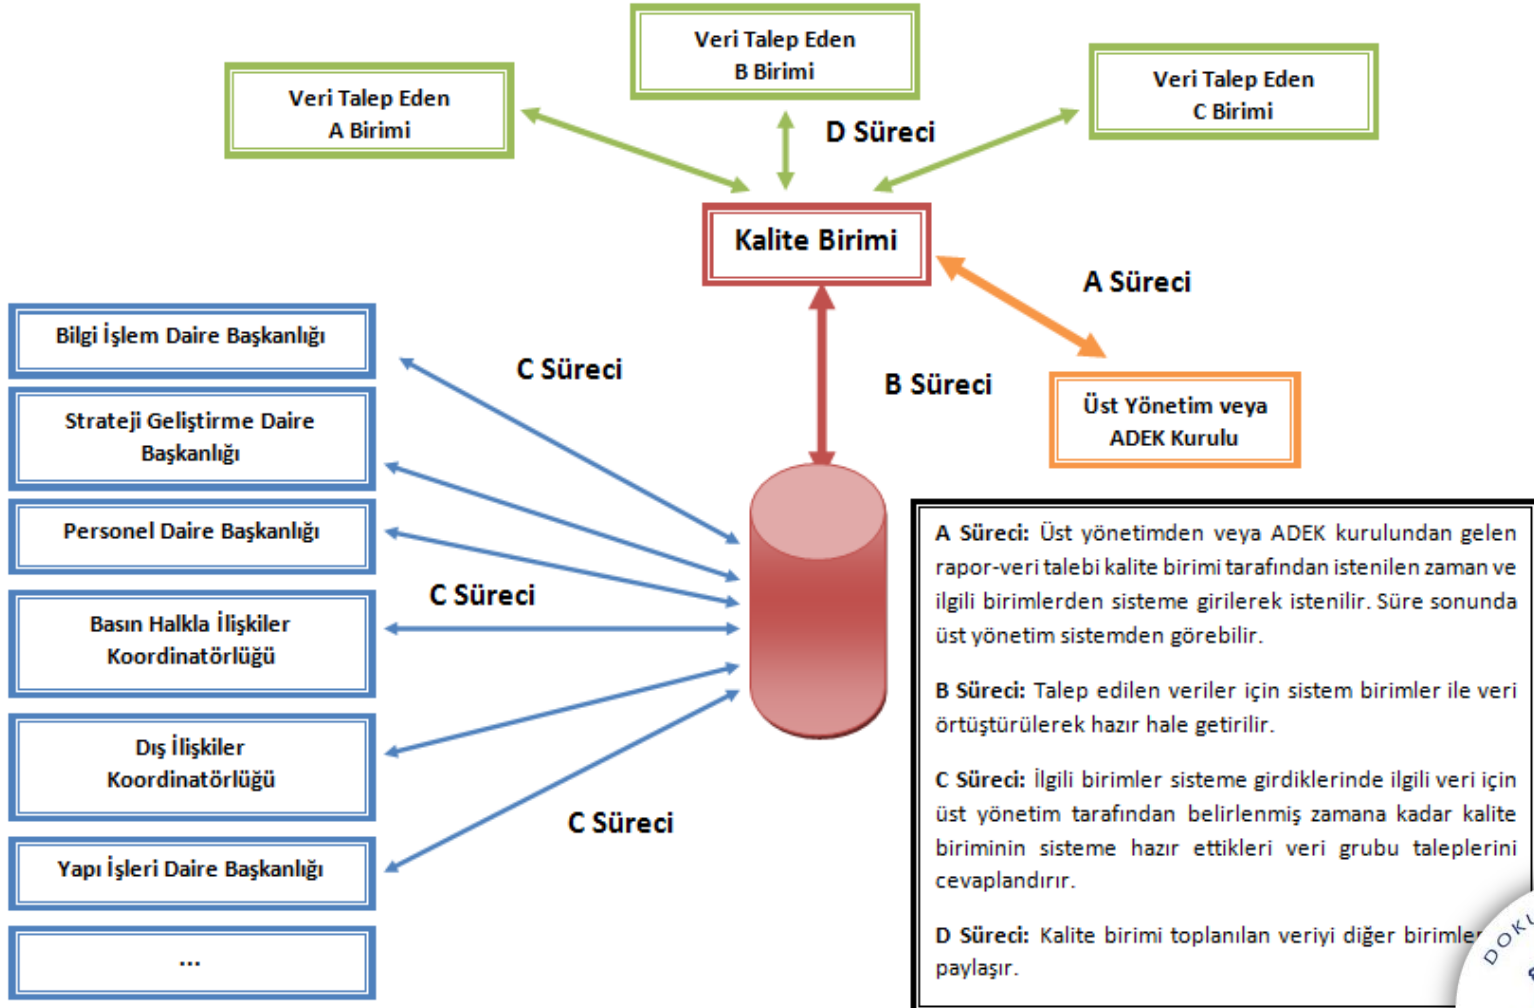 Veri Talep Eden
B Birimi
Veri Talep Eden
A Birimi
Veri Talep Eden
C Birimi
D Süreci
Kalite Birimi
A Süreci
B Süreci
Üst Yönetim veya
ADEK Kurulu
Bilgi İşlem Daire Başkanlığı
Strateji Geliştirme Daire
Başkanlığı
Personel Daire Başkanlığı
Basın Halkla İlişkiler
Koordinatörlüğü
Dış İlişkiler
Koordinatörlüğü
Yapı İşleri Daire Başkanlığı
...
C Süreci
C Süreci
C Süreci
A Süreci: Üst yönetimden veya ADEK kurulundan gelen
rapor-veri talebi kalite birimi tarafından istenilen zaman ve
ilgili birimlerden sisteme girilerek istenilir. Süre sonunda
üst yönetim sistemden görebilir.
B Süreci: Talep edilen veriler için sistem birimler ile veri
örtüştürülerek hazır hale getirilir.
C Süreci: İlgili birimler sisteme girdiklerinde ilgili veri için
üst yönetim tarafından belirlenmiş zamana kadar kalite
biriminin sisteme hazır ettikleri veri grubu taleplerini
cevaplandırır.
D Süreci: Kalite birimi toplanılan veriyi diğer
paylaşır.